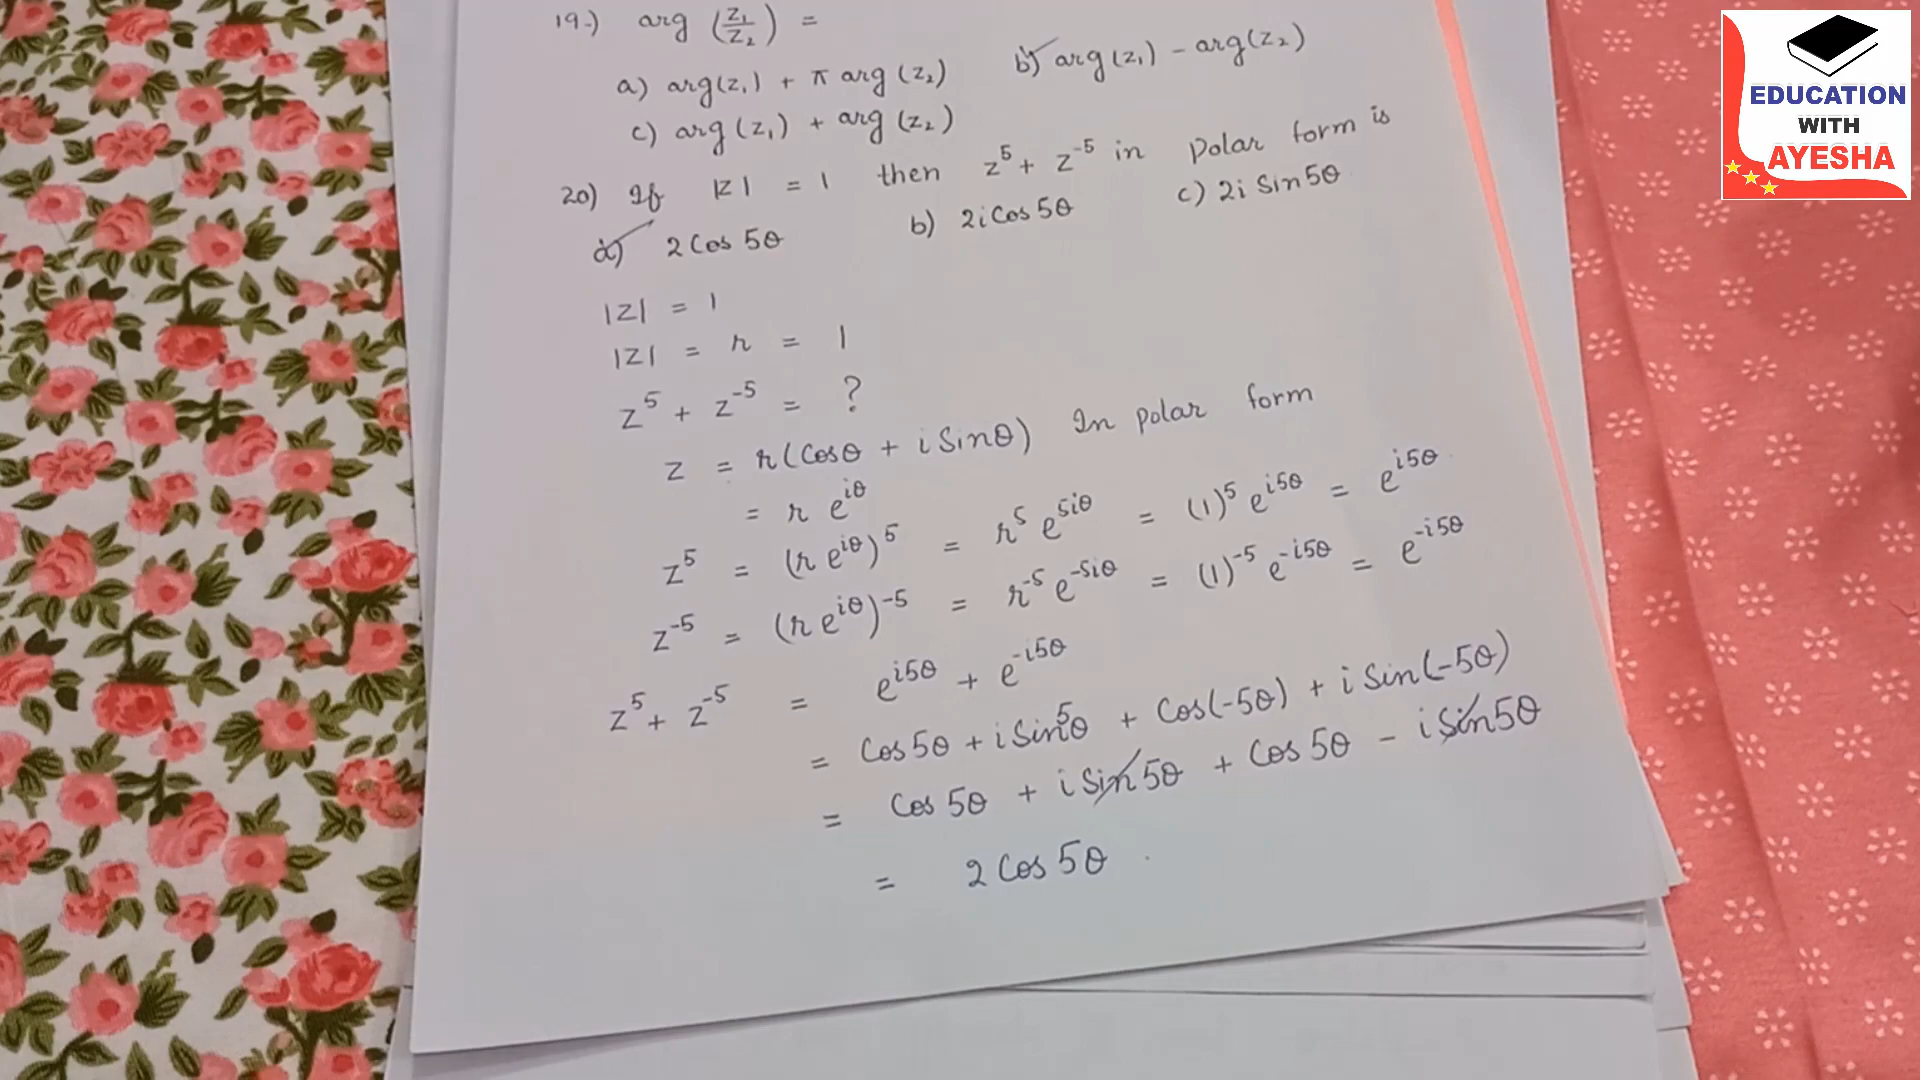 19-) arg (z₁/z₂) =
a) arg(z₁) + π arg (z₂) b) arg (z₁) - arg(z₂)
c) arg (z₁) + arg (z₂)
20) If |z| = 1 then z⁵ + z⁻⁵ in Polar form is
a) 2 Cos 5θ b) 2i Cos 5θ c) 2i Sin 5θ
|z| = 1
|z| = r = 1
z⁵ + z⁻⁵ = ?
z = r (Cosθ + i Sinθ) In polar form
= r e^{iθ}
z⁵ = (r e^{iθ})⁵ = r⁵ e^{5iθ} = (1)⁵ e^{i5θ} = e^{i5θ}
z⁻⁵ = (r e^{iθ})⁻⁵ = r⁻⁵ e^{-5iθ} = (1)⁻⁵ e^{-i5θ} = e^{-i5θ}
z⁵ + z⁻⁵ = e^{i5θ} + e^{-i5θ}
= Cos 5θ + i Sin5θ + Cos(-5θ) + i Sin(-5θ)
= Cos 5θ + i Sin 5θ + Cos 5θ - i Sin5θ
= 2 Cos 5θ
EDUCATION
WITH
AYESHA